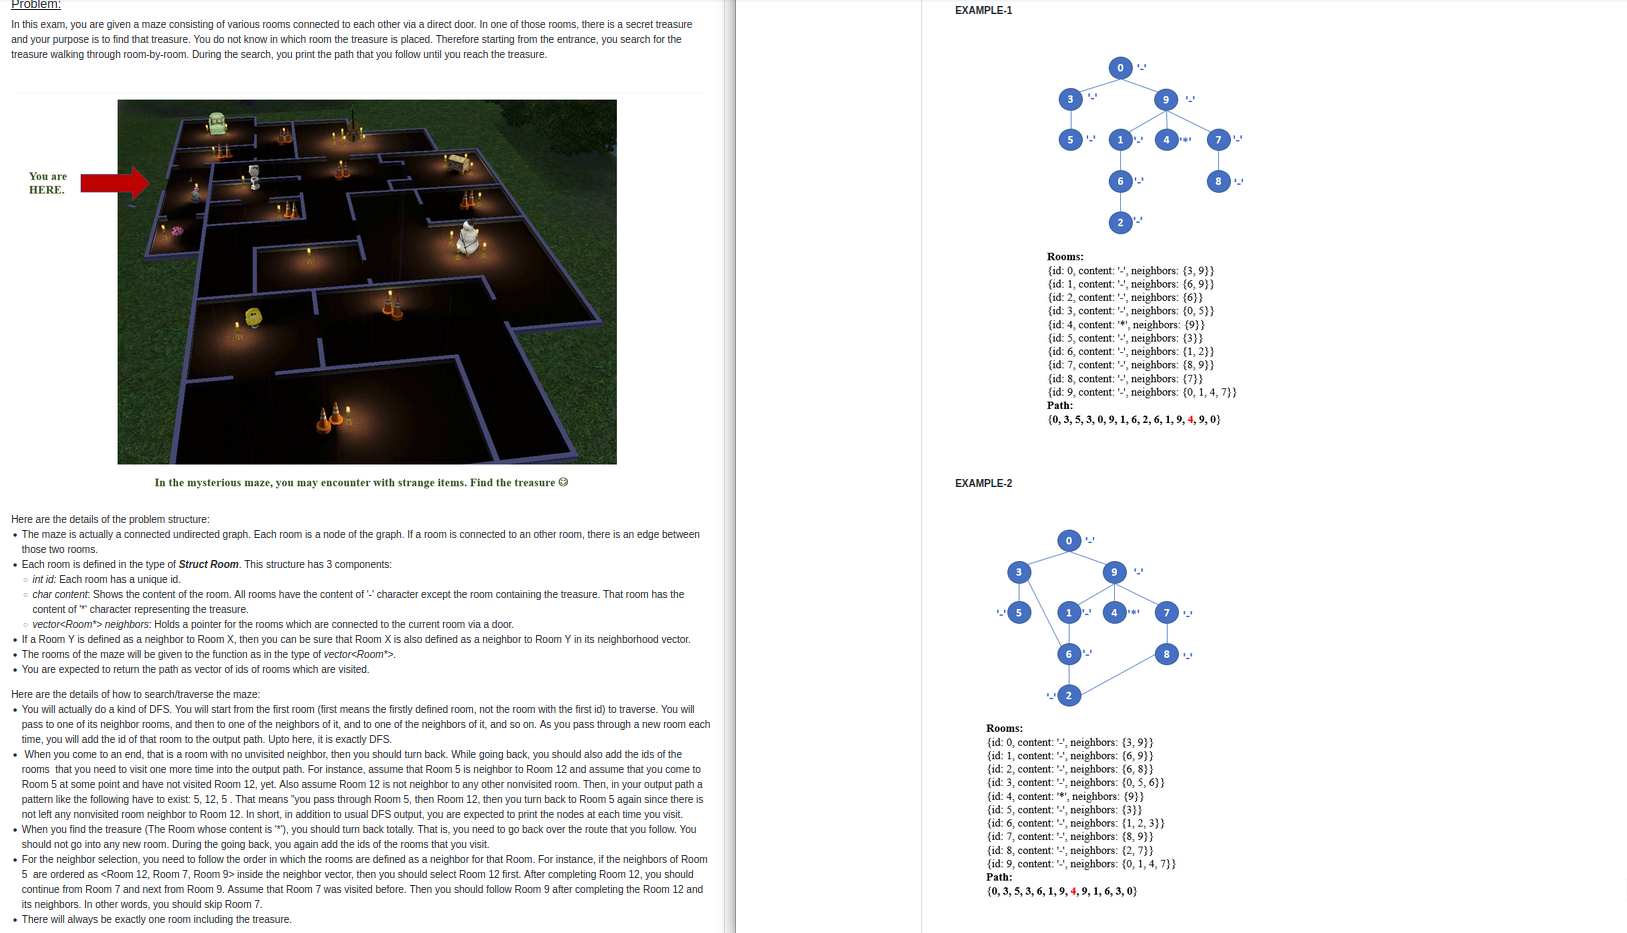 Problem:
In this exam, you are given a maze consisting of various rooms connected to each other via a direct door. In one of those rooms, there is a secret treasure
and your purpose is to find that treasure. You do not know in which room the treasure is placed. Therefore starting from the entrance, you search for the
treasure walking through room-by-room. During the search, you print the path that you follow until you reach the treasure.
You are
HERE.
In the mysterious maze, you may encounter with strange items. Find the treasure ☺
Here are the details of the problem structure:
• The maze is actually a connected undirected graph. Each room is a node of the graph. If a room is connected to an other room, there is an edge between
those two rooms.
• Each room is defined in the type of Struct Room. This structure has 3 components:
○ int id: Each room has a unique id.
○ char content: Shows the content of the room. All rooms have the content of '-' character except the room containing the treasure. That room has the
content of '*' character representing the treasure.
○ vector<Room*> neighbors: Holds a pointer for the rooms which are connected to the current room via a door.
• If a Room Y is defined as a neighbor to Room X, then you can be sure that Room X is also defined as a neighbor to Room Y in its neighborhood vector.
• The rooms of the maze will be given to the function as in the type of vector<Room*>.
• You are expected to return the path as vector of ids of rooms which are visited.
Here are the details of how to search/traverse the maze:
• You will actually do a kind of DFS. You will start from the first room (first means the firstly defined room, not the room with the first id) to traverse. You will
pass to one of its neighbor rooms, and then to one of the neighbors of it, and to one of the neighbors of it, and so on. As you pass through a new room each
time, you will add the id of that room to the output path. Upto here, it is exactly DFS.
• When you come to an end, that is a room with no unvisited neighbor, then you should turn back. While going back, you should also add the ids of the
rooms that you need to visit one more time into the output path. For instance, assume that Room 5 is neighbor to Room 12 and assume that you come to
Room 5 at some point and have not visited Room 12, yet. Also assume Room 12 is not neighbor to any other nonvisited room. Then, in your output path a
pattern like the following have to exist: 5, 12, 5 . That means "you pass through Room 5, then Room 12, then you turn back to Room 5 again since there is
not left any nonvisited room neighbor to Room 12. In short, in addition to usual DFS output, you are expected to print the nodes at each time you visit.
• When you find the treasure (The Room whose content is '*'), you should turn back totally. That is, you need to go back over the route that you follow. You
should not go into any new room. During the going back, you again add the ids of the rooms that you visit.
• For the neighbor selection, you need to follow the order in which the rooms are defined as a neighbor for that Room. For instance, if the neighbors of Room
5 are ordered as <Room 12, Room 7, Room 9> inside the neighbor vector, then you should select Room 12 first. After completing Room 12, you should
continue from Room 7 and next from Room 9. Assume that Room 7 was visited before. Then you should follow Room 9 after completing the Room 12 and
its neighbors. In other words, you should skip Room 7.
• There will always be exactly one room including the treasure.
EXAMPLE-1
0 '-'
3 '-' 9 '-'
5 '-' 1 '-' 4 '*' 7 '-'
6 '-' 8 '-'
2 '-'
Rooms:
{id: 0, content: '-', neighbors: {3, 9}}
{id: 1, content: '-', neighbors: {6, 9}}
{id: 2, content: '-', neighbors: {6}}
{id: 3, content: '-', neighbors: {0, 5}}
{id: 4, content: '*', neighbors: {9}}
{id: 5, content: '-', neighbors: {3}}
{id: 6, content: '-', neighbors: {1, 2}}
{id: 7, content: '-', neighbors: {8, 9}}
{id: 8, content: '-', neighbors: {7}}
{id: 9, content: '-', neighbors: {0, 1, 4, 7}}
Path:
{0, 3, 5, 3, 0, 9, 1, 6, 2, 6, 1, 9, 4, 9, 0}
EXAMPLE-2
0 '-'
3 9 '-'
'-' 5 1 '-' 4 '*' 7 '-'
6 '-' 8 '-'
'-' 2
Rooms:
{id: 0, content: '-', neighbors: {3, 9}}
{id: 1, content: '-', neighbors: {6, 9}}
{id: 2, content: '-', neighbors: {6, 8}}
{id: 3, content: '-', neighbors: {0, 5, 6}}
{id: 4, content: '*', neighbors: {9}}
{id: 5, content: '-', neighbors: {3}}
{id: 6, content: '-', neighbors: {1, 2, 3}}
{id: 7, content: '-', neighbors: {8, 9}}
{id: 8, content: '-', neighbors: {2, 7}}
{id: 9, content: '-', neighbors: {0, 1, 4, 7}}
Path:
{0, 3, 5, 3, 6, 1, 9, 4, 9, 1, 6, 3, 0}